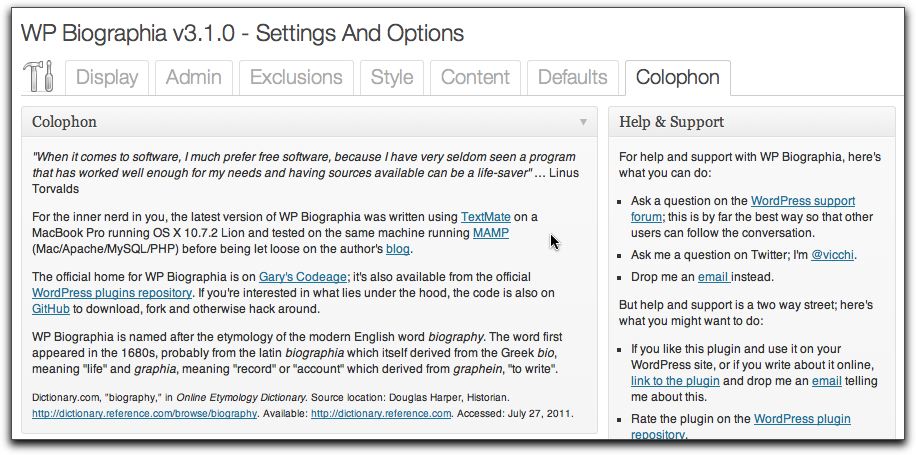 WP Biographia v3.1.0 - Settings And Options
Display
Admin
Exclusions
Style
Content
Defaults
Colophon
Colophon
"When it comes to software, I much prefer free software, because I have very seldom seen a program
that has worked well enough for my needs and having sources available can be a life-saver" … Linus
Torvalds
For the inner nerd in you, the latest version of WP Biographia was written using TextMate on a
MacBook Pro running OS X 10.7.2 Lion and tested on the same machine running MAMP
(Mac/Apache/MySQL/PHP) before being let loose on the author's blog.
The official home for WP Biographia is on Gary's Codeage; it's also available from the official
WordPress plugins repository. If you're interested in what lies under the hood, the code is also on
GitHub to download, fork and otherwise hack around.
WP Biographia is named after the etymology of the modern English word biography. The word first
appeared in the 1680s, probably from the latin biographia which itself derived from the Greek bio,
meaning "life" and graphia, meaning "record" or "account" which derived from graphein, "to write".
Dictionary.com, "biography," in Online Etymology Dictionary. Source location: Douglas Harper, Historian.
http://dictionary.reference.com/browse/biography. Available: http://dictionary.reference.com. Accessed: July 27, 2011.
Help & Support
For help and support with WP Biographia, here's
what you can do:
Ask a question on the WordPress support
forum; this is by far the best way so that other
users can follow the conversation.
Ask me a question on Twitter; I'm @vicchi.
Drop me an email instead.
But help and support is a two way street; here's
what you might want to do:
If you like this plugin and use it on your
WordPress site, or if you write about it online,
link to the plugin and drop me an email telling
me about this.
Rate the plugin on the WordPress plugin
repository.